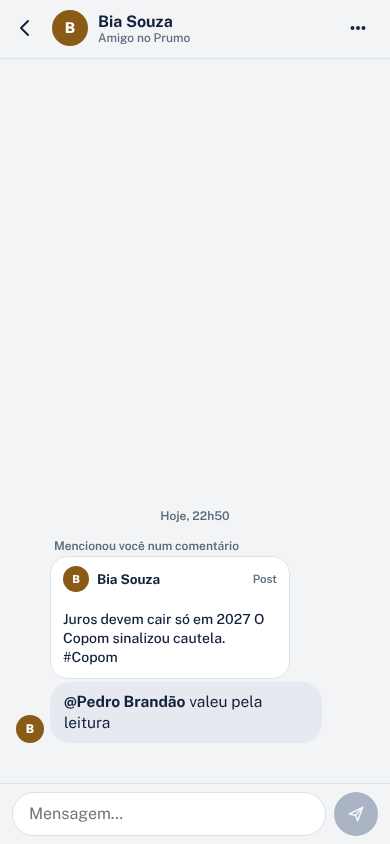 B
Bia Souza
Amigo no Prumo
Hoje, 22h50
Mencionou você num comentário
B
Bia Souza
Post
Juros devem cair só em 2027 O
Copom sinalizou cautela.
#Copom
@Pedro Brandão valeu pela
leitura
B
Mensagem...